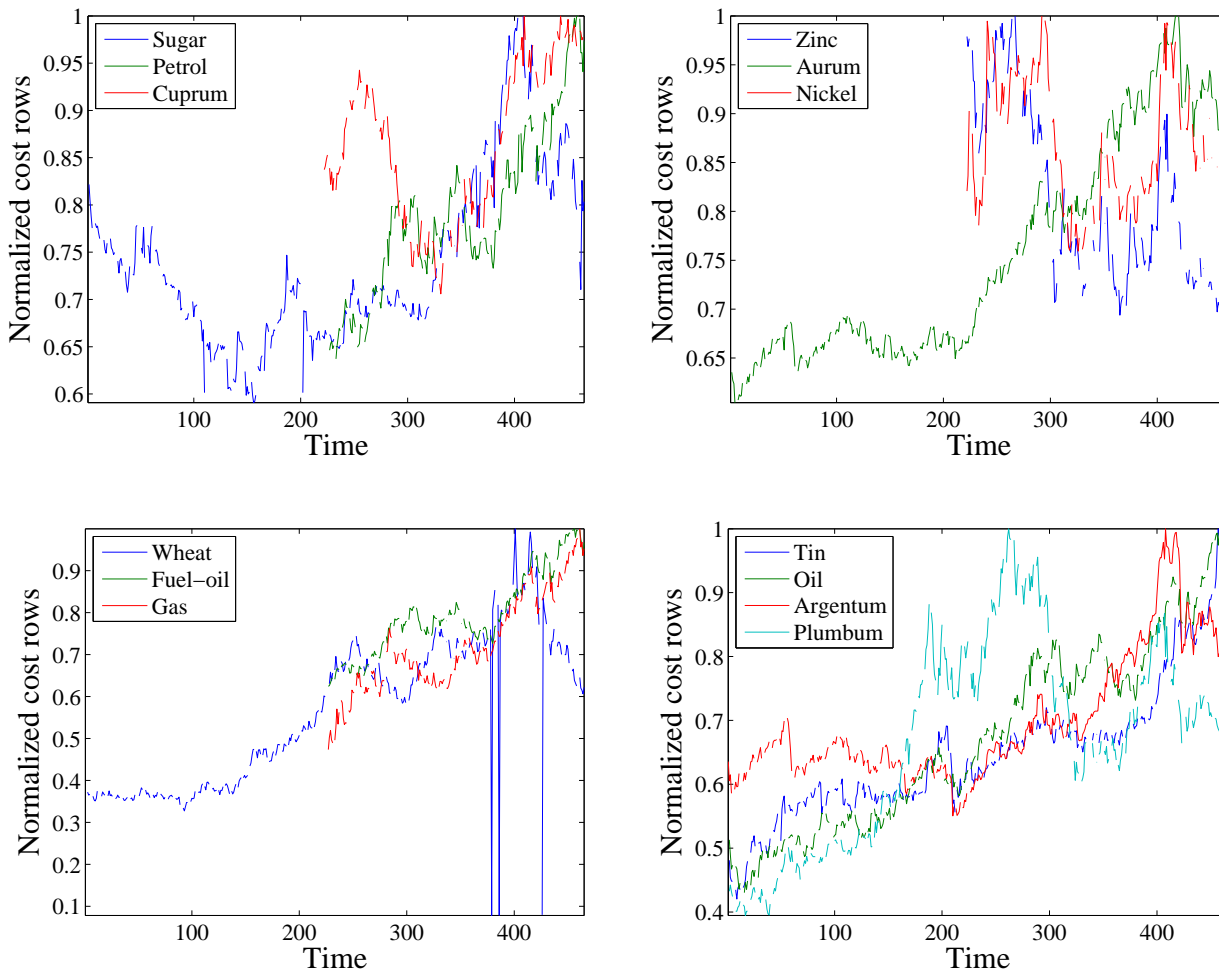 1
0.95
0.9
0.85
0.8
0.75
0.7
0.65
0.6
Normalized cost rows
Sugar
Petrol
Cuprum
100
200
300
400
Time
1
0.95
0.9
0.85
0.8
0.75
0.7
0.65
Normalized cost rows
Zinc
Aurum
Nickel
100
200
300
400
Time
0.9
0.8
0.7
0.6
0.5
0.4
0.3
0.2
0.1
Normalized cost rows
Wheat
Fuel-oil
Gas
100
200
300
400
Time
1
0.9
0.8
0.7
0.6
0.5
0.4
Normalized cost rows
Tin
Oil
Argentum
Plumbum
100
200
300
400
Time